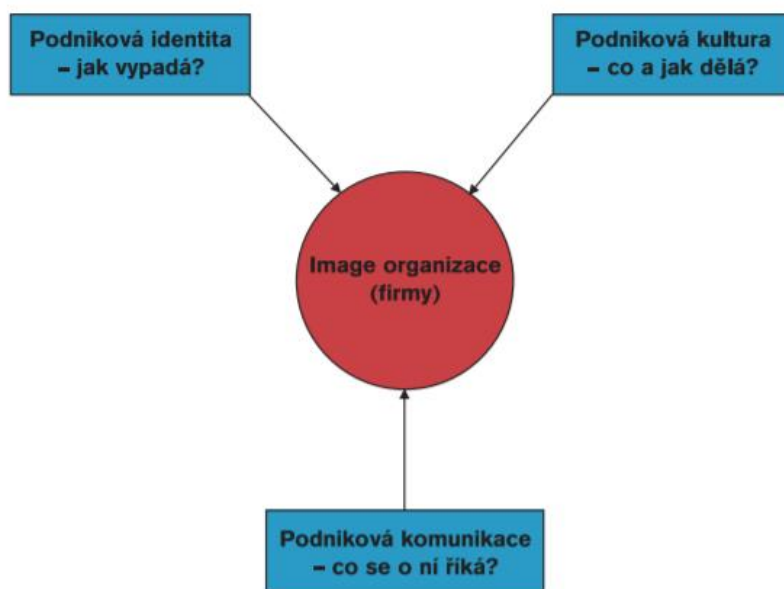 Podniková identita
– jak vypadá?
Podniková kultura
– co a jak dělá?
Image organizace
(firmy)
Podniková komunikace
– co se o ní říká?